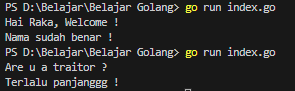 PS D:\Belajar\Belajar Golang> go run index.go
Hai Raka, Welcome !
Nama sudah benar !
PS D:\Belajar\Belajar Golang> go run index.go
Are u a traitor ?
Terlalu panjanggg !